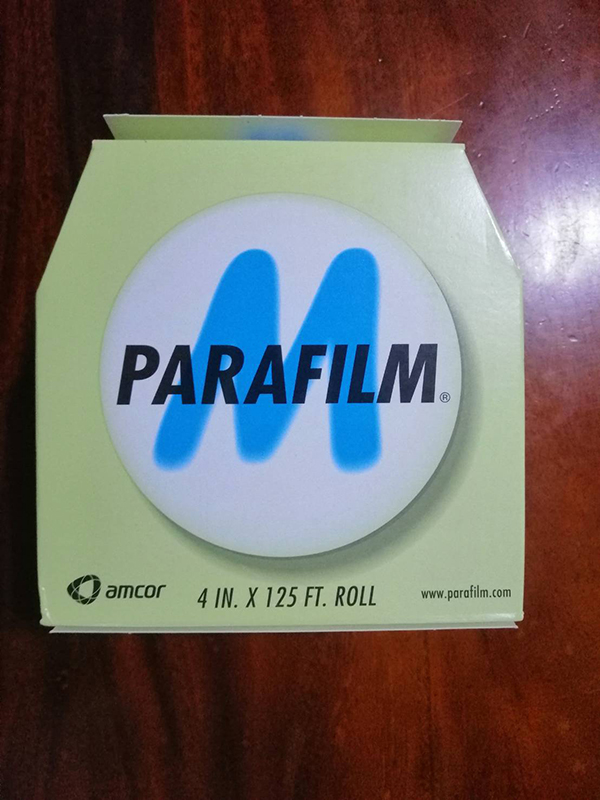 M
PARAFILM®
amcor
4 IN. X 125 FT. ROLL
www.parafilm.com